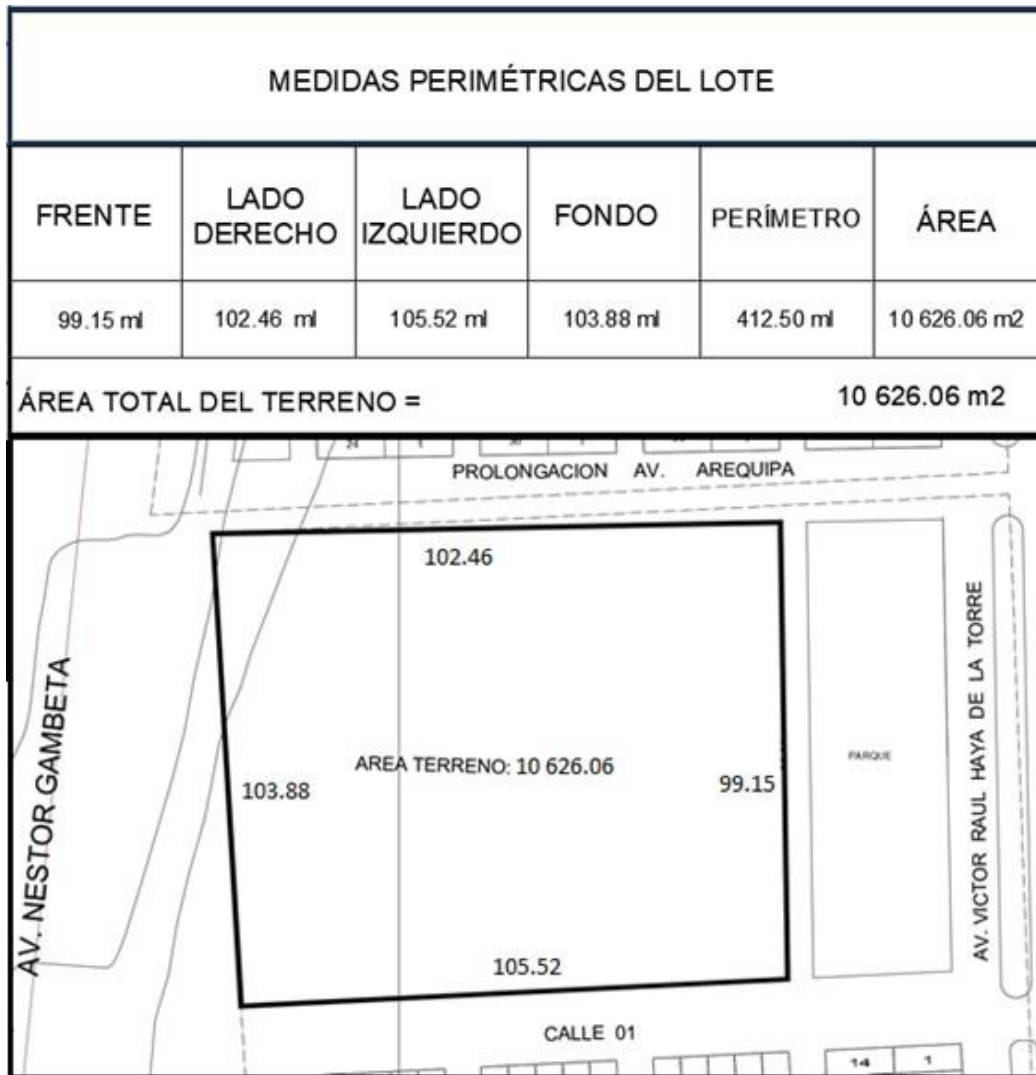 MEDIDAS PERIMÉTRICAS DEL LOTE
FRENTE
LADO
DERECHO
LADO
IZQUIERDO
FONDO
PERÍMETRO
ÁREA
99.15 ml
102.46 ml
105.52 ml
103.88 ml
412.50 ml
10 626.06 m2
ÁREA TOTAL DEL TERRENO =
10 626.06 m2
24
1
PROLONGACION AV. AREQUIPA
102.46
AV. NESTOR GAMBETA
AREA TERRENO: 10 626.06
103.88
99.15
PARQUE
AV. VICTOR RAUL HAYA DE LA TORRE
105.52
CALLE 01
14
1